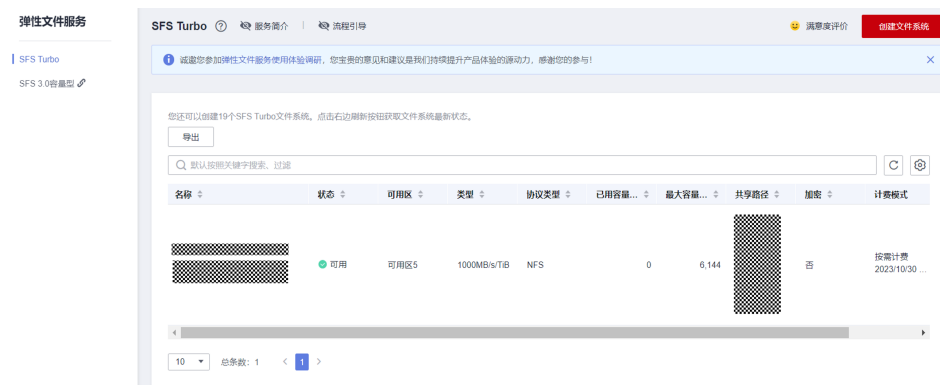 弹性文件服务
SFS Turbo
SFS 3.0容量型
SFS Turbo 服务简介 流程引导 满意度评价 创建文件系统
诚邀您参加弹性文件服务使用体验调研，您宝贵的意见和建议是我们持续提升产品体验的源动力，感谢您的参与！
您还可以创建19个SFS Turbo文件系统。点击右边刷新按钮获取文件系统最新状态。
导出
默认按照关键字搜索、过滤
名称 状态 可用区 类型 协议类型 已用容量... 最大容量... 共享路径 加密 计费模式
可用 可用区5 1000MB/s/TiB NFS 0 6,144 否 按需计费
2023/10/30 ...
10 总条数：1 1